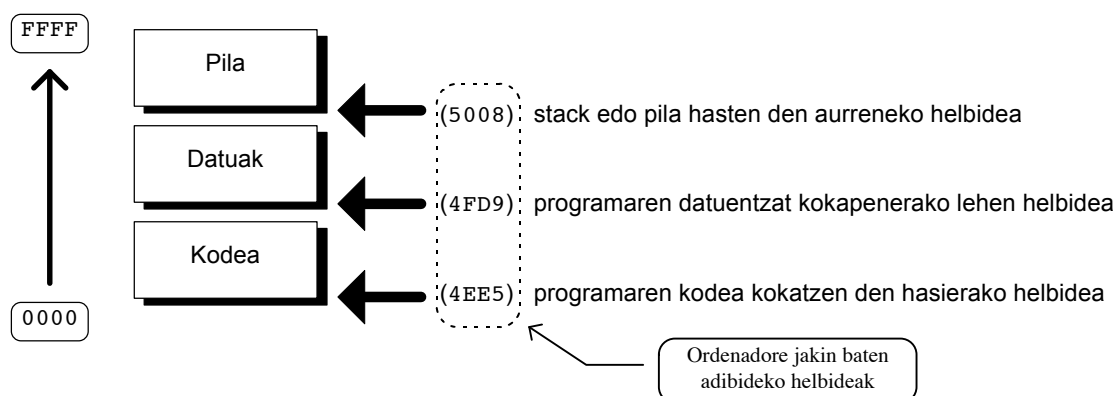 FFFF
Pila
(5008) stack edo pila hasten den aurreneko helbidea
Datuak
(4FD9) programaren datuentzat kokapenerako lehen helbidea
Kodea
(4EE5) programaren kodea kokatzen den hasierako helbidea
0000
Ordenadore jakin baten
adibideko helbideak